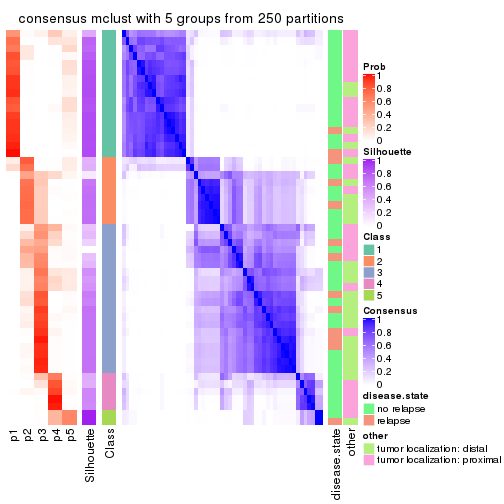 consensus mclust with 5 groups from 250 partitions
Prob
1
0.8
0.6
0.4
0.2
0
Silhouette
1
0.8
0.6
0.4
0.2
0
Class
1
2
3
4
5
Consensus
1
0.8
0.6
0.4
0.2
0
disease.state
no relapse
relapse
other
tumor localization: distal
tumor localization: proximal
p1
p2
p3
p4
p5
Silhouette
Class
disease.state
other